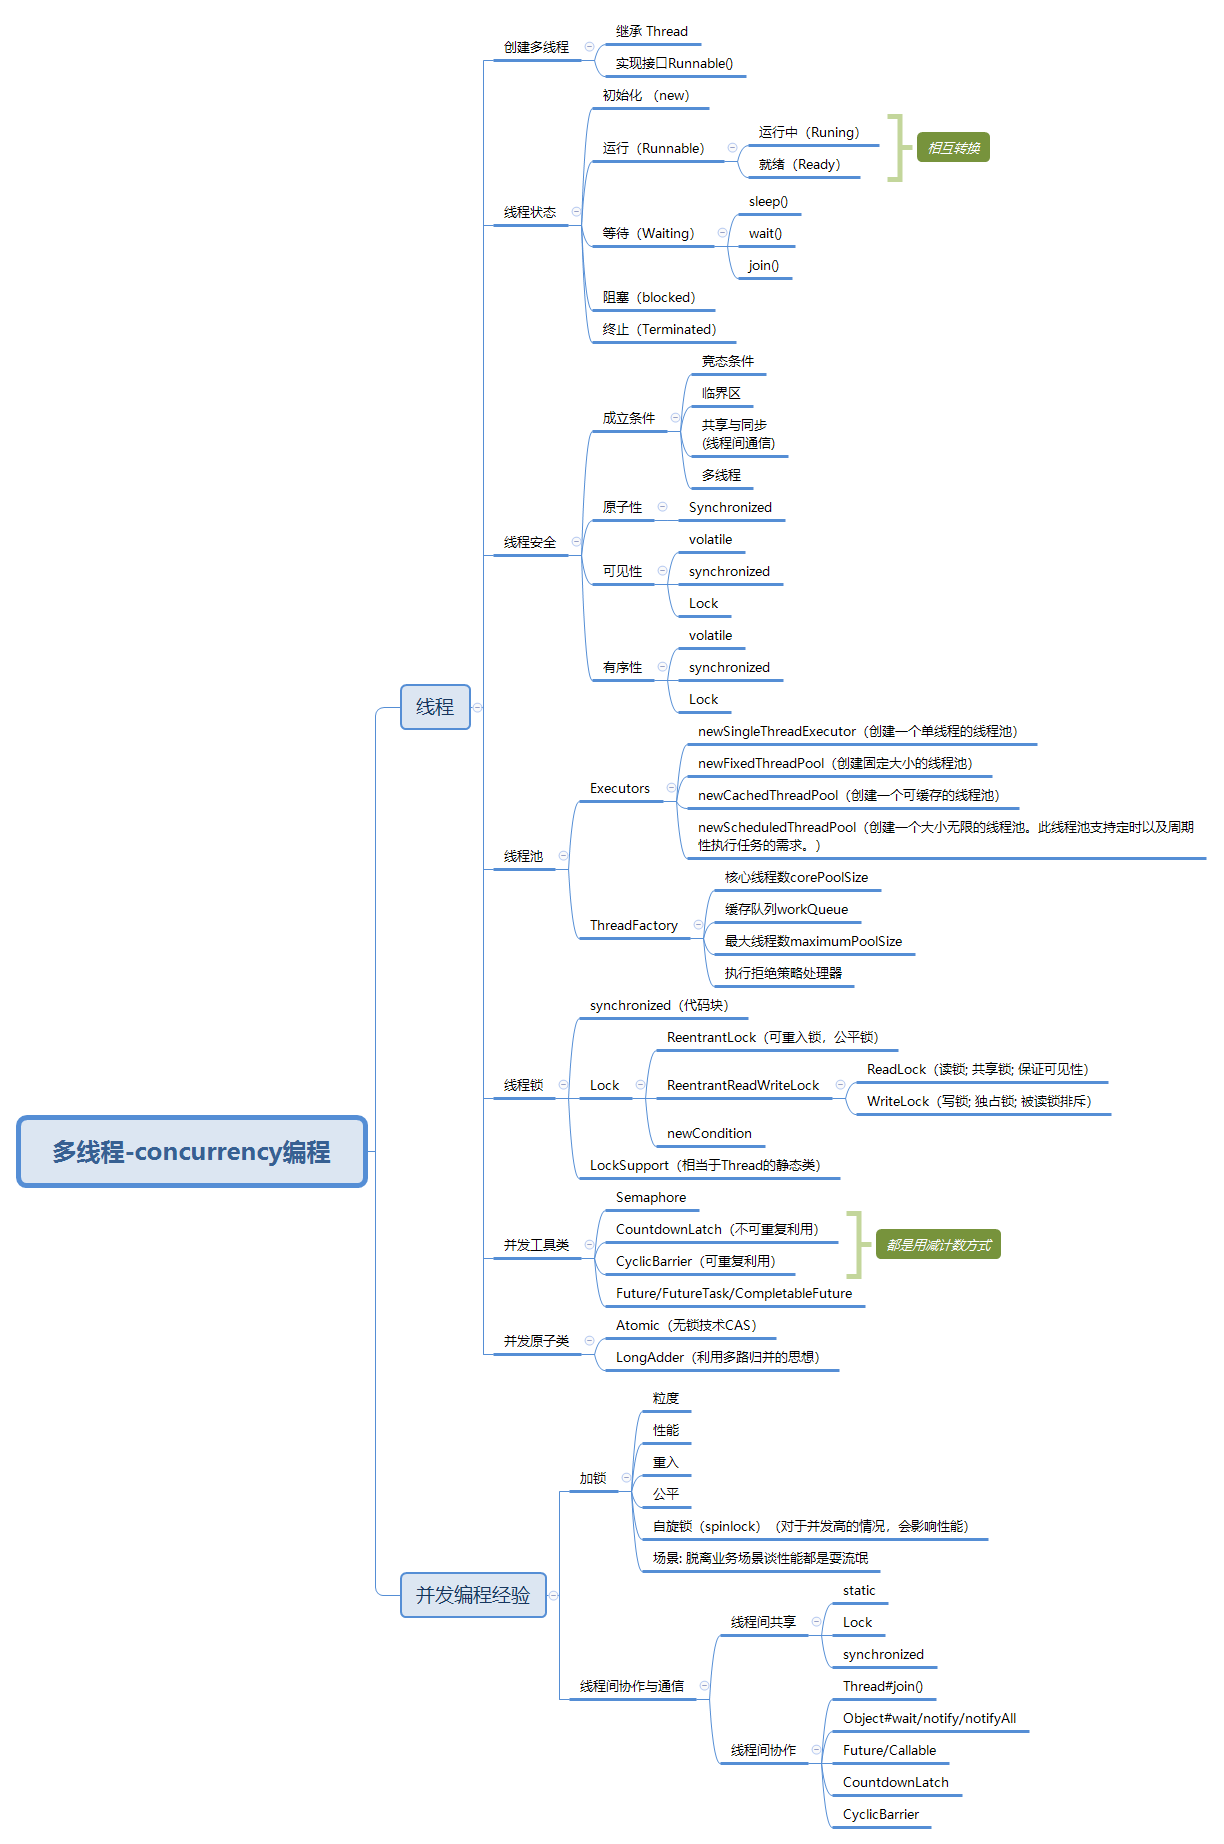 多线程-concurrency编程
线程
创建多线程
继承 Thread
实现接口Runnable()
线程状态
初始化 （new）
运行（Runnable）
运行中（Runing）
就绪（Ready）
相互转换
等待（Waiting）
sleep()
wait()
join()
阻塞（blocked）
终止（Terminated）
线程安全
成立条件
竟态条件
临界区
共享与同步
(线程间通信)
多线程
原子性
Synchronized
可见性
volatile
synchronized
Lock
有序性
volatile
synchronized
Lock
线程池
Executors
newSingleThreadExecutor（创建一个单线程的线程池）
newFixedThreadPool（创建固定大小的线程池）
newCachedThreadPool（创建一个可缓存的线程池）
newScheduledThreadPool（创建一个大小无限的线程池。此线程池支持定时以及周期
性执行任务的需求。）
ThreadFactory
核心线程数corePoolSize
缓存队列workQueue
最大线程数maximumPoolSize
执行拒绝策略处理器
线程锁
synchronized（代码块）
Lock
ReentrantLock（可重入锁，公平锁）
ReentrantReadWriteLock
ReadLock（读锁; 共享锁; 保证可见性）
WriteLock（写锁; 独占锁; 被读锁排斥）
newCondition
LockSupport（相当于Thread的静态类）
并发工具类
Semaphore
CountdownLatch（不可重复利用）
CyclicBarrier（可重复利用）
都是用减计数方式
Future/FutureTask/CompletableFuture
并发原子类
Atomic（无锁技术CAS）
LongAdder（利用多路归并的思想）
并发编程经验
加锁
粒度
性能
重入
公平
自旋锁（spinlock）（对于并发高的情况，会影响性能）
场景: 脱离业务场景谈性能都是耍流氓
线程间协作与通信
线程间共享
static
Lock
synchronized
线程间协作
Thread#join()
Object#wait/notify/notifyAll
Future/Callable
CountdownLatch
CyclicBarrier